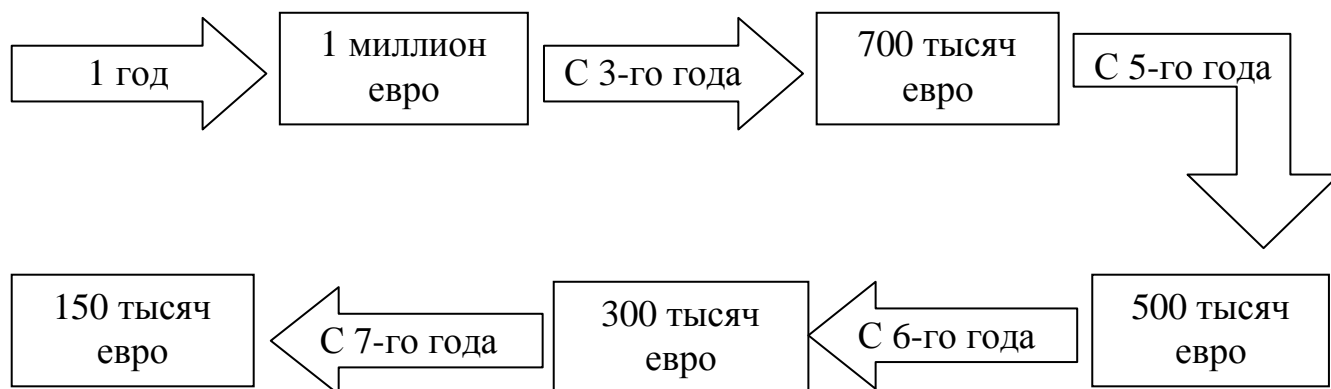 1 год
1 миллион
евро
С 3-го года
700 тысяч
евро
С 5-го года
500 тысяч
евро
С 6-го года
300 тысяч
евро
С 7-го года
150 тысяч
евро